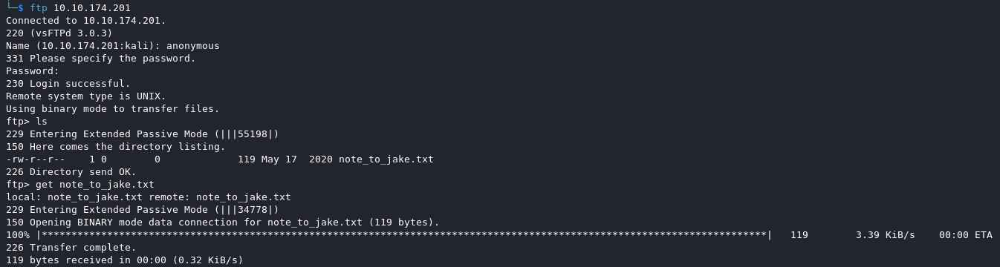 └─$ ftp 10.10.174.201
Connected to 10.10.174.201.
220 (vsFTPd 3.0.3)
Name (10.10.174.201:kali): anonymous
331 Please specify the password.
Password:
230 Login successful.
Remote system type is UNIX.
Using binary mode to transfer files.
ftp> ls
229 Entering Extended Passive Mode (|||55198|)
150 Here comes the directory listing.
-rw-r--r--    1 0        0             119 May 17  2020 note_to_jake.txt
226 Directory send OK.
ftp> get note_to_jake.txt
local: note_to_jake.txt remote: note_to_jake.txt
229 Entering Extended Passive Mode (|||34778|)
150 Opening BINARY mode data connection for note_to_jake.txt (119 bytes).
100% |**************************************************************************************************************************|   119        3.39 KiB/s    00:00 ETA
226 Transfer complete.
119 bytes received in 00:00 (0.32 KiB/s)